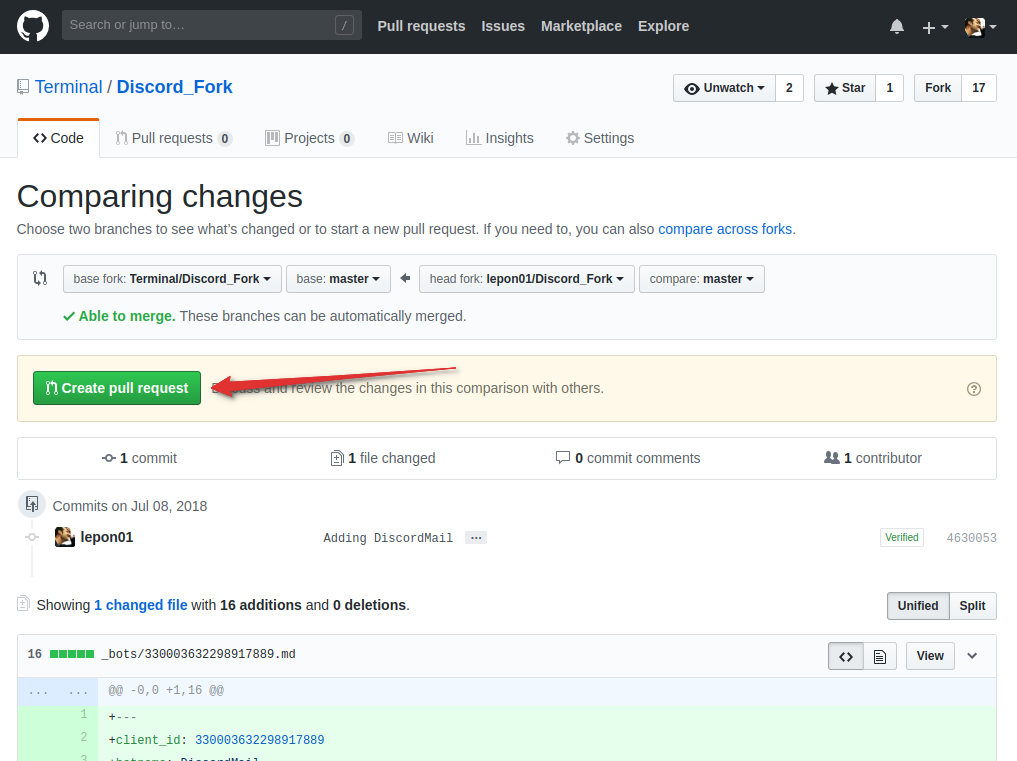 Search or jump to… /
Pull requests Issues Marketplace Explore
Terminal / Discord_Fork
Unwatch 2 Star 1 Fork 17
Code Pull requests 0 Projects 0 Wiki Insights Settings
Comparing changes
Choose two branches to see what's changed or to start a new pull request. If you need to, you can also compare across forks.
base fork: Terminal/Discord_Fork base: master head fork: lepon01/Discord_Fork compare: master
Able to merge. These branches can be automatically merged.
Create pull request Discuss and review the changes in this comparison with others.
1 commit 1 file changed 0 commit comments 1 contributor
Commits on Jul 08, 2018
lepon01 Adding DiscordMail … Verified 4630053
Showing 1 changed file with 16 additions and 0 deletions. Unified Split
16 _bots/330003632298917889.md View
... ... @@ -0,0 +1,16 @@
1 +---
2 +client_id: 330003632298917889
3 +botname: DiscordMail